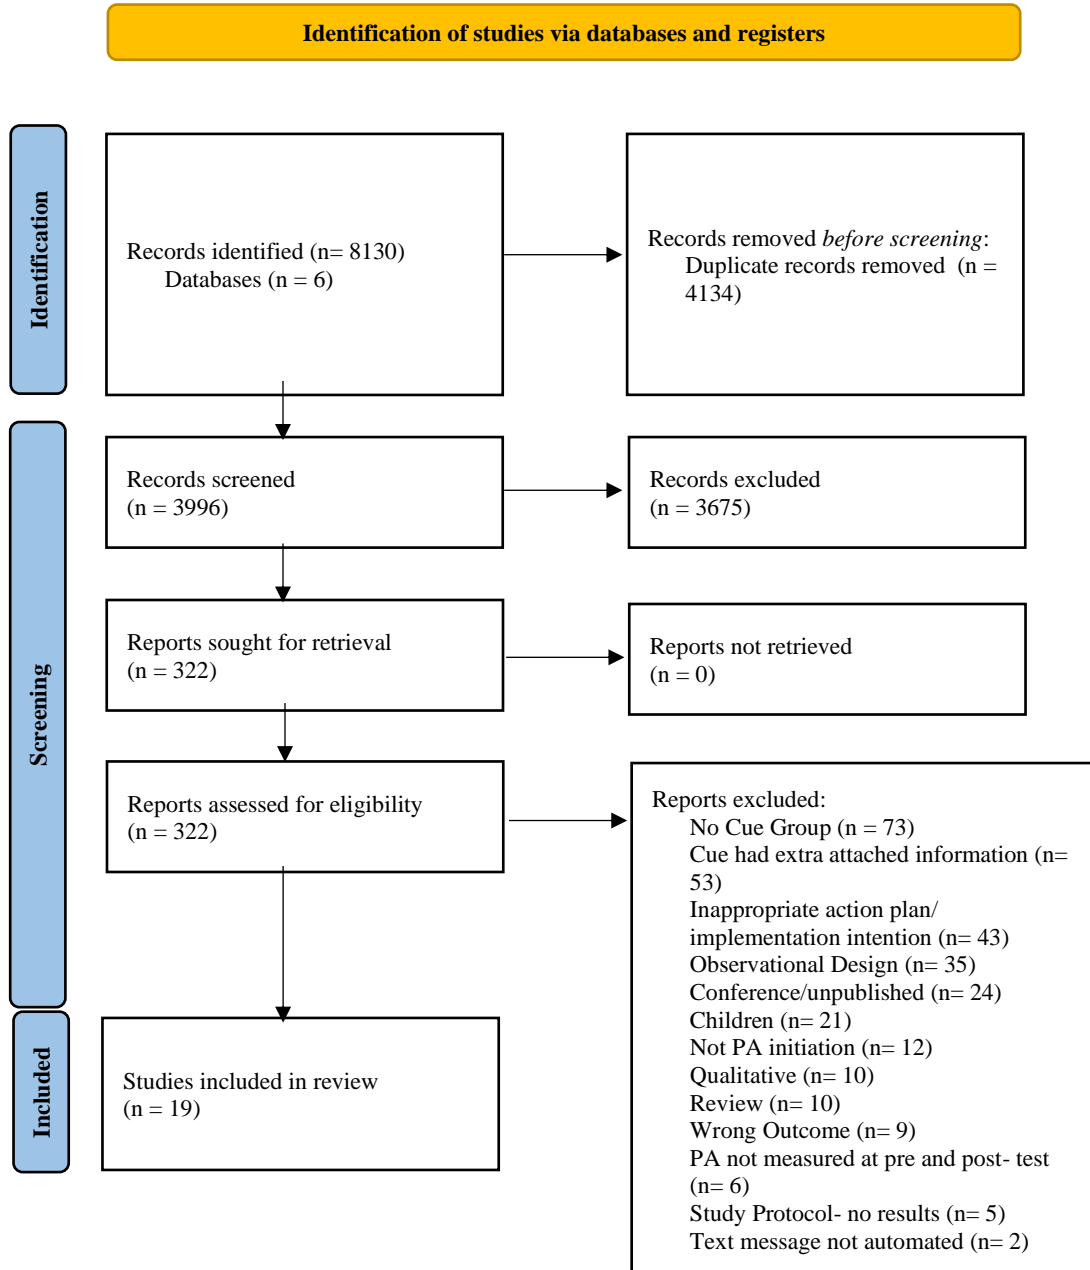 Identification of studies via databases and registers
Identification
Records identified (n= 8130)
Databases (n = 6)
Records removed before screening:
Duplicate records removed (n =
4134)
Screening
Records screened
(n = 3996)
Records excluded
(n = 3675)
Reports sought for retrieval
(n = 322)
Reports not retrieved
(n = 0)
Reports assessed for eligibility
(n = 322)
Reports excluded:
No Cue Group (n = 73)
Cue had extra attached information (n=
53)
Inappropriate action plan/
implementation intention (n= 43)
Observational Design (n= 35)
Conference/unpublished (n= 24)
Children (n= 21)
Not PA initiation (n= 12)
Qualitative (n= 10)
Review (n= 10)
Wrong Outcome (n= 9)
PA not measured at pre and post- test
(n= 6)
Study Protocol- no results (n= 5)
Text message not automated (n= 2)
Included
Studies included in review
(n = 19)